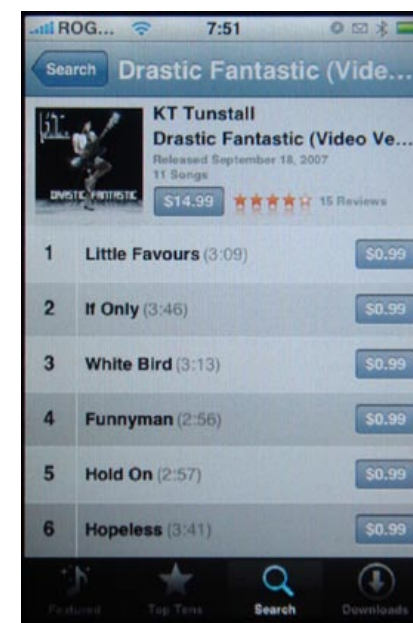 ROG... 7:51
Search Drastic Fantastic (Vide...
KT Tunstall
Drastic Fantastic (Video Ve...
Released September 18, 2007
11 Songs
$14.99 15 Reviews
DRASTIC FANTASTIC
1 Little Favours (3:09) $0.99
2 If Only (3:46) $0.99
3 White Bird (3:13) $0.99
4 Funnyman (2:56) $0.99
5 Hold On (2:57) $0.99
6 Hopeless (3:41) $0.99
Featured Top Tens Search Downloads